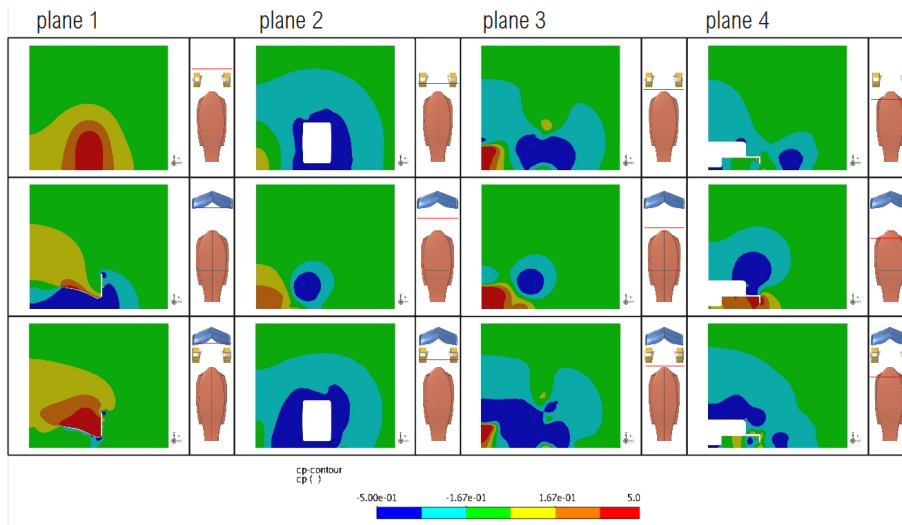 plane 1 plane 2 plane 3 plane 4
cp-contour
cp ( )
-5.00e-01 -1.67e-01 1.67e-01 5.0